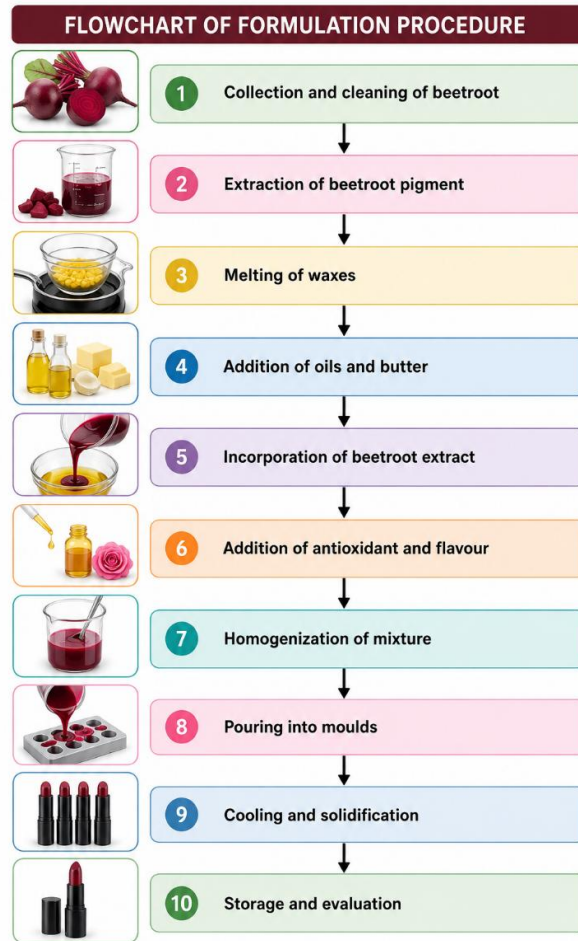 FLOWCHART OF FORMULATION PROCEDURE
1 Collection and cleaning of beetroot
2 Extraction of beetroot pigment
3 Melting of waxes
4 Addition of oils and butter
5 Incorporation of beetroot extract
6 Addition of antioxidant and flavour
7 Homogenization of mixture
8 Pouring into moulds
9 Cooling and solidification
10 Storage and evaluation